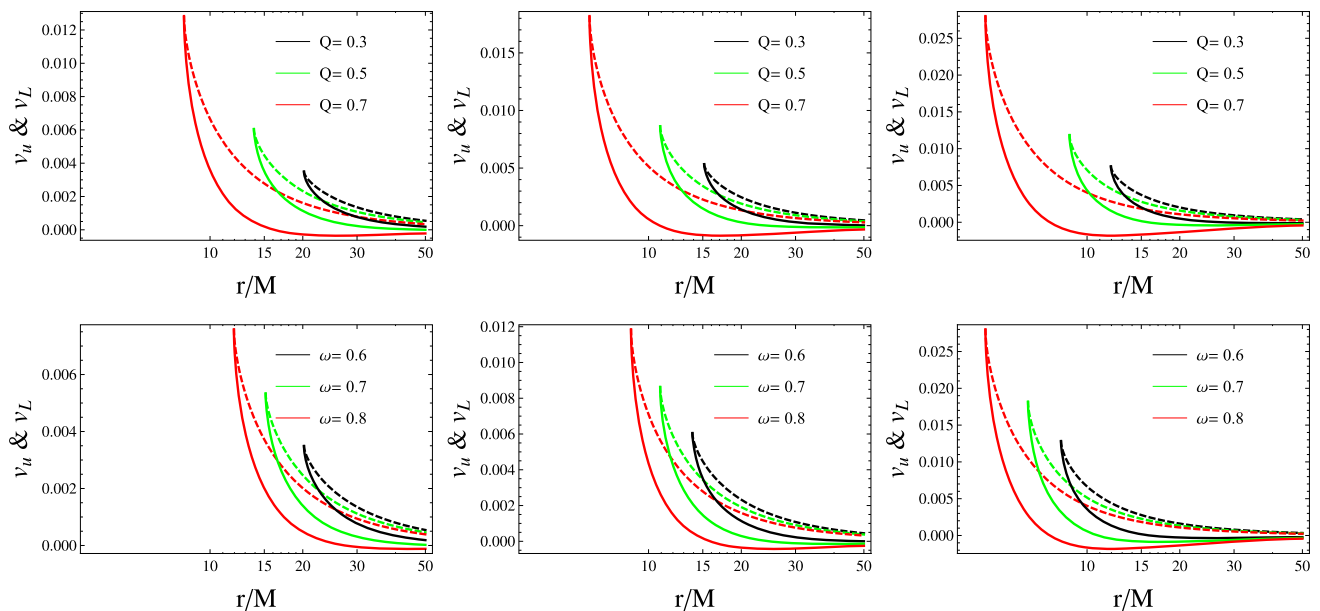 Q= 0.3
Q= 0.5
Q= 0.7
0.012
0.010
0.008
0.006
0.004
0.002
0.000
10
15
20
30
50
r/M
v_u & v_L
Q= 0.3
Q= 0.5
Q= 0.7
0.015
0.010
0.005
0.000
10
15
20
30
50
r/M
v_u & v_L
Q= 0.3
Q= 0.5
Q= 0.7
0.025
0.020
0.015
0.010
0.005
0.000
10
15
20
30
50
r/M
v_u & v_L
ω= 0.6
ω= 0.7
ω= 0.8
0.006
0.004
0.002
0.000
10
15
20
30
50
r/M
v_u & v_L
ω= 0.6
ω= 0.7
ω= 0.8
0.012
0.010
0.008
0.006
0.004
0.002
0.000
10
15
20
30
50
r/M
v_u & v_L
ω= 0.6
ω= 0.7
ω= 0.8
0.025
0.020
0.015
0.010
0.005
0.000
10
15
20
30
50
r/M
v_u & v_L